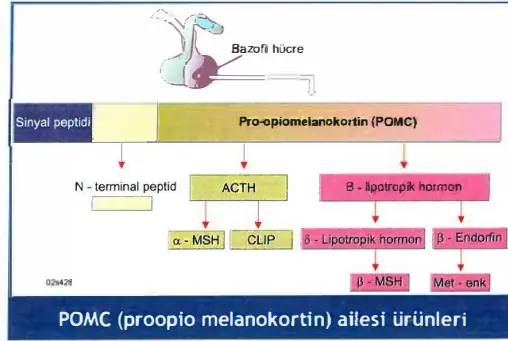 Bazofil hücre
Sinyal peptidi
Pro-opiomelanokortin (POMC)
N - terminal peptid
ACTH
B - lipotropik hormon
α - MSH
CLIP
δ - Lipotropik hormon
β - Endorfin
β - MSH
Met - enk
02s428
POMC (proopio melanokortin) ailesi ürünleri